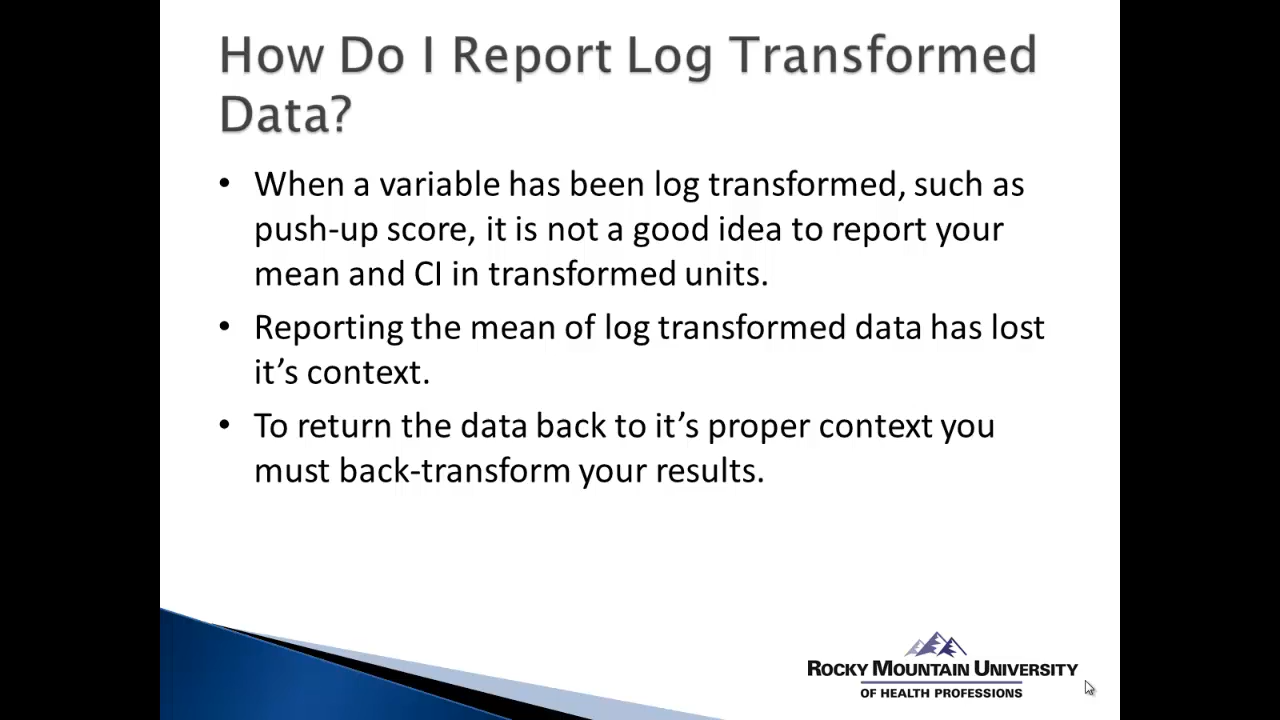 How Do I Report Log Transformed
Data?
• When a variable has been log transformed, such as
push-up score, it is not a good idea to report your
mean and CI in transformed units.
• Reporting the mean of log transformed data has lost
it's context.
• To return the data back to it's proper context you
must back-transform your results.
ROCKY MOUNTAIN UNIVERSITY
OF HEALTH PROFESSIONS